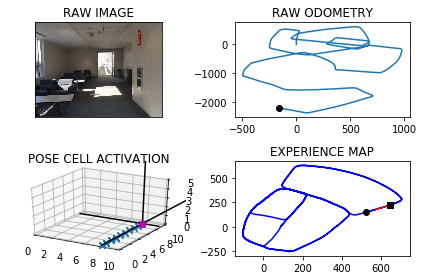 RAW IMAGE
RAW ODOMETRY
0
−1000
−2000
−500 0 500 1000
POSE CELL ACTIVATION
5
4
3
2
1
0
0 2 4 6 8 10
0 2 4 6 8 10
EXPERIENCE MAP
500
250
0
−250
0 200 400 600